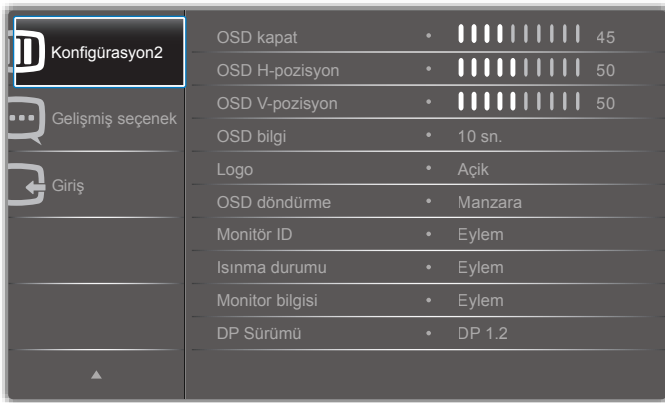 Konfigürasyon2
Gelişmiş seçenek
Giriş
OSD kapat • 45
OSD H-pozisyon • 50
OSD V-pozisyon • 50
OSD bilgi • 10 sn.
Logo • Açik
OSD döndürme • Manzara
Monitör ID • Eylem
Isınma durumu • Eylem
Monitor bilgisi • Eylem
DP Sürümü • DP 1.2